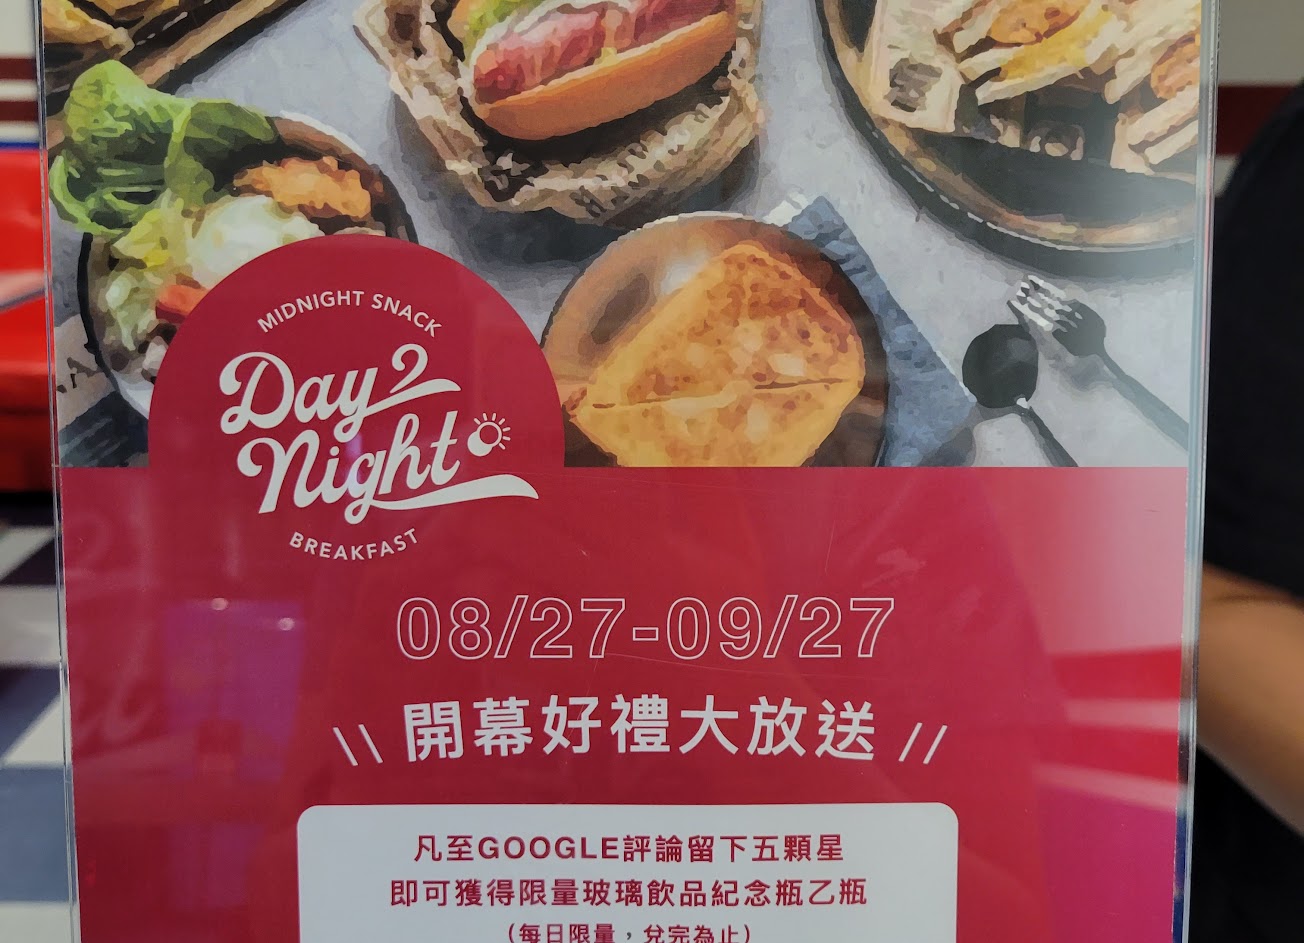 MIDNIGHT SNACK
Day 2
Night
BREAKFAST
08/27-09/27
\\ 開幕好禮大放送 //
凡至GOOGLE評論留下五顆星
即可獲得限量玻璃飲品紀念瓶乙瓶
(每日限量，兌完為止)